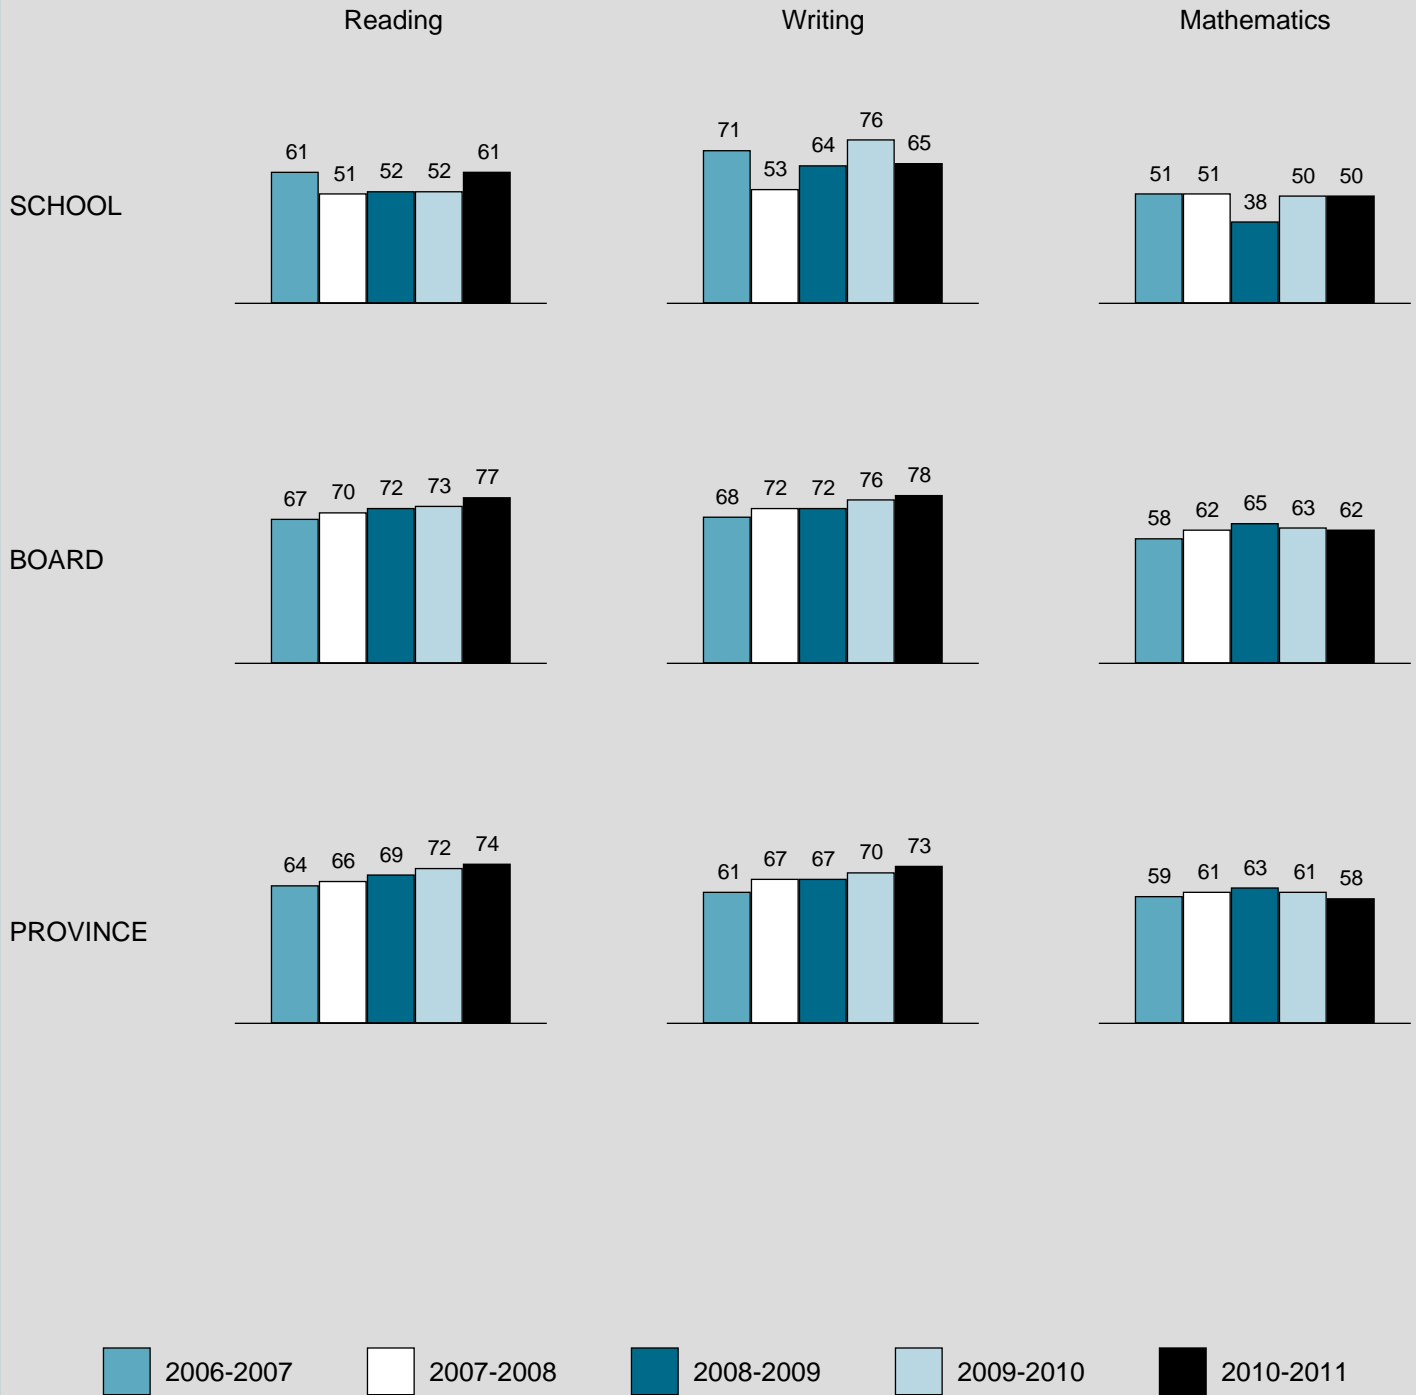 Reading Writing Mathematics
SCHOOL
61 51 52 52 61
71 53 64 76 65
51 51 38 50 50
BOARD
67 70 72 73 77
68 72 72 76 78
58 62 65 63 62
PROVINCE
64 66 69 72 74
61 67 67 70 73
59 61 63 61 58
2006-2007 2007-2008 2008-2009 2009-2010 2010-2011